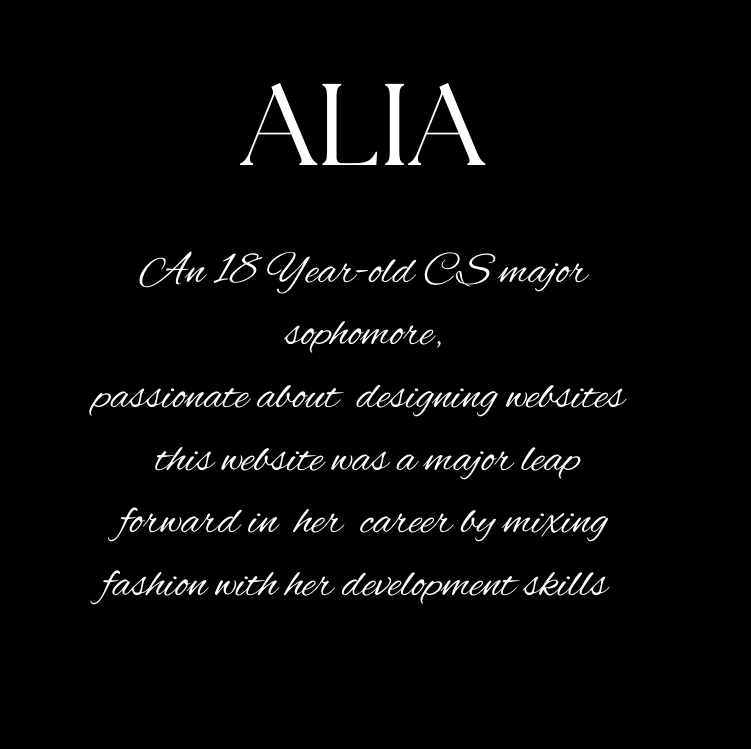 ALIA
An 18 Year-old CS major
sophomore,
passionate about designing websites
this website was a major leap
forward in her career by mixing
fashion with her development skills